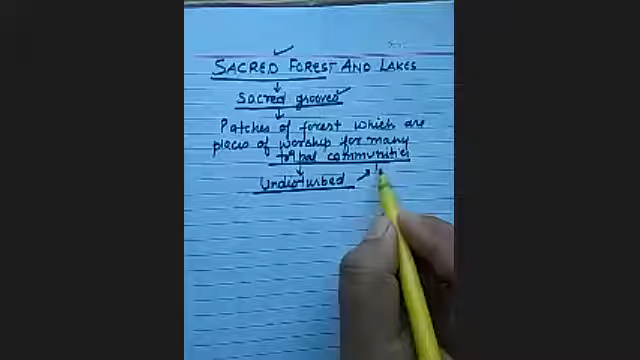 SACRED FOREST AND LAKES
Sacred grooves
Patches of forest which are
places of worship for many
tribal communities
Undisturbed